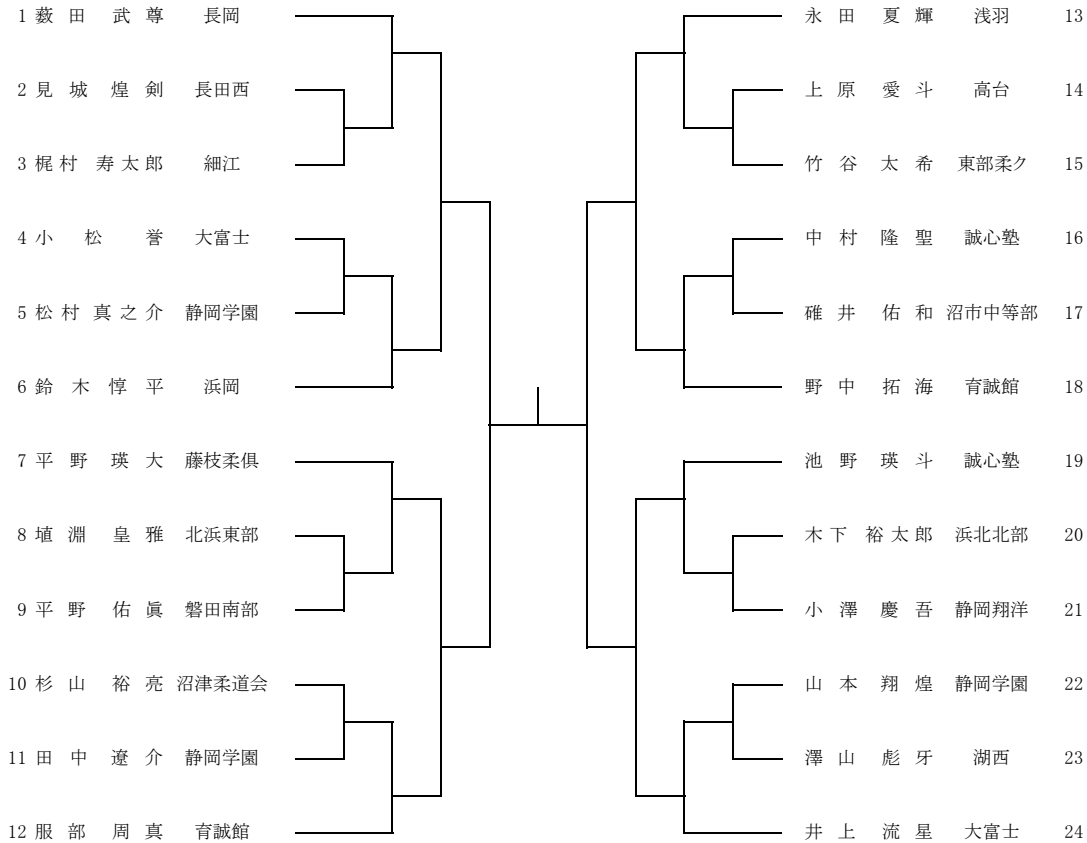 1 薮田 武尊 長岡
2 見城 煌剣 長田西
3 梶村 寿太郎 細江
4 小松 誉 大富士
5 松村 真之介 静岡学園
6 鈴木 惇平 浜岡
7 平野 瑛大 藤枝柔倶
8 埴淵 皇雅 北浜東部
9 平野 佑眞 磐田南部
10 杉山 裕亮 沼津柔道会
11 田中 遼介 静岡学園
12 服部 周真 育誠館
永田 夏輝 浅羽 13
上原 愛斗 高台 14
竹谷 太希 東部柔ク 15
中村 隆聖 誠心塾 16
碓井 佑和 沼市中等部 17
野中 拓海 育誠館 18
池野 瑛斗 誠心塾 19
木下 裕太郎 浜北北部 20
小澤 慶吾 静岡翔洋 21
山本 翔煌 静岡学園 22
澤山 彪牙 湖西 23
井上 流星 大富士 24